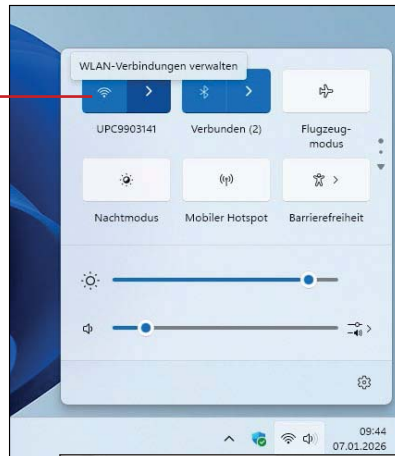 WLAN-Verbindungen verwalten
UPC9903141
Verbunden (2)
Flugzeug-
modus
Nachtmodus
Mobiler Hotspot
Barrierefreiheit
09:44
07.01.2026